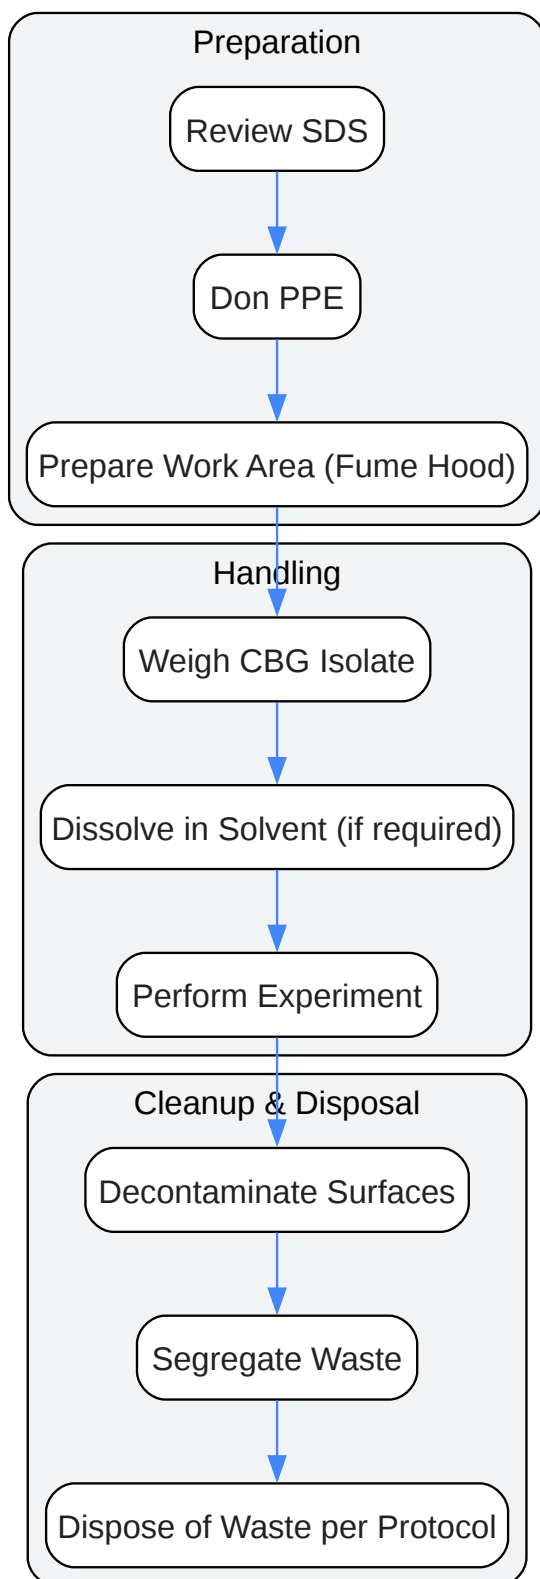 Preparation
Review SDS
Don PPE
Prepare Work Area (Fume Hood)
Handling
Weigh CBG Isolate
Dissolve in Solvent (if required)
Perform Experiment
Cleanup & Disposal
Decontaminate Surfaces
Segregate Waste
Dispose of Waste per Protocol